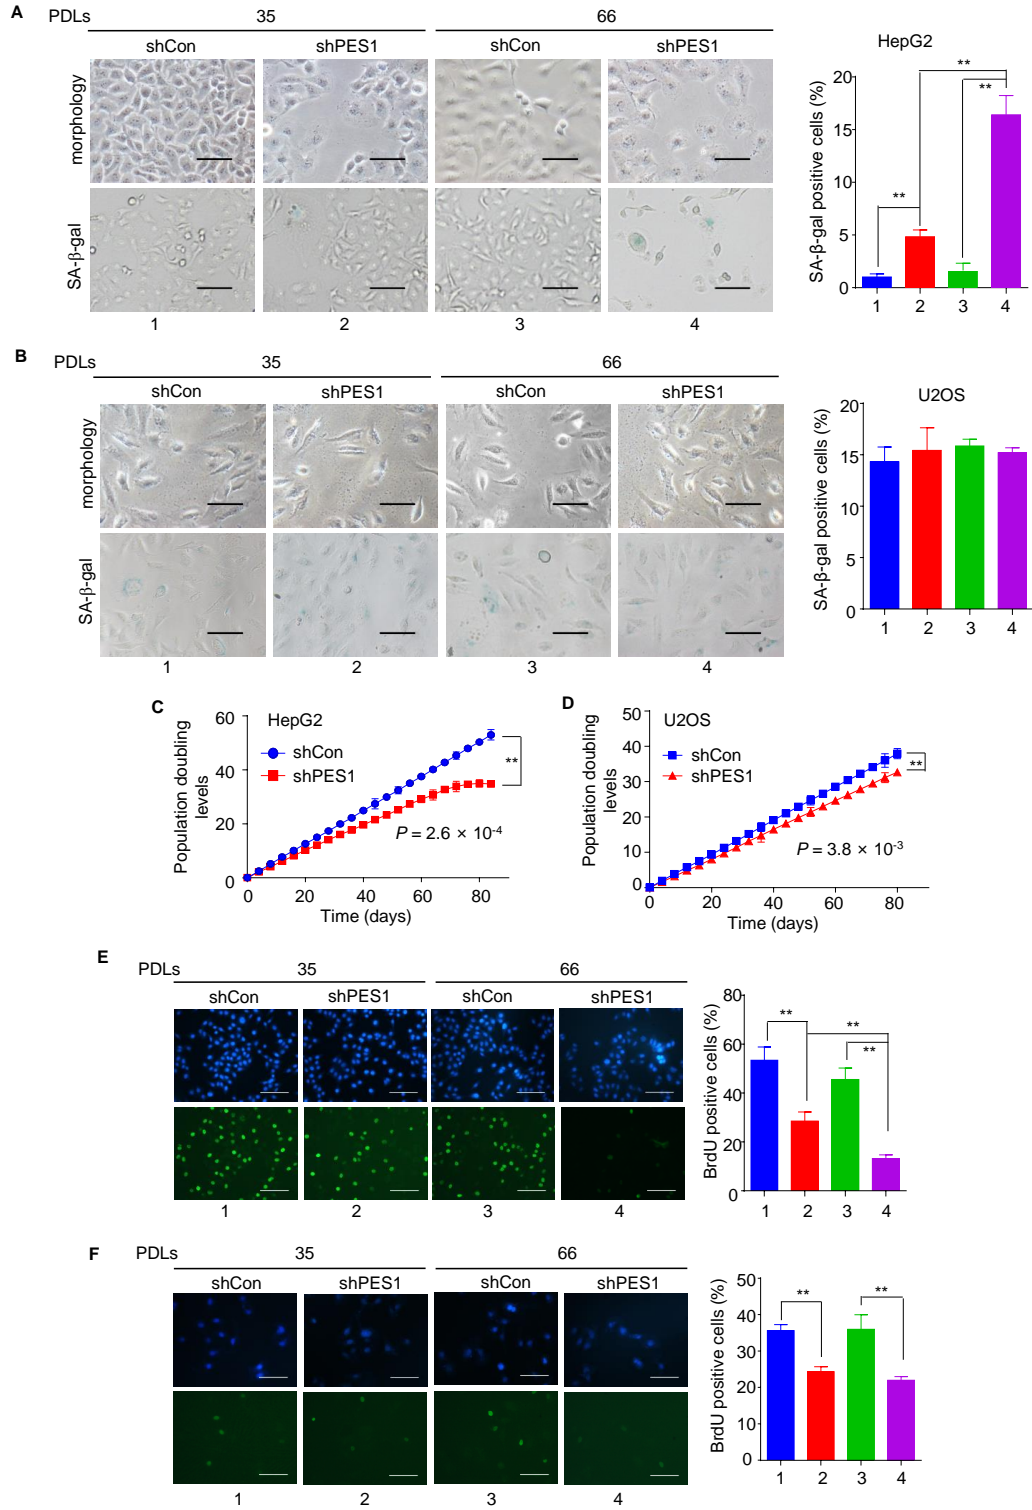 A
PDLs 35 66
shCon shPES1 shCon shPES1
morphology
SA-β-gal
1 2 3 4
HepG2
SA-β-gal positive cells (%)
20
15
10
5
0
** ** **
1 2 3 4
B
PDLs 35 66
shCon shPES1 shCon shPES1
morphology
SA-β-gal
1 2 3 4
U2OS
SA-β-gal positive cells (%)
20
15
10
5
0
1 2 3 4
C
HepG2
shCon
shPES1
Population doubling
levels
60
40
20
0
**
P = 2.6 × 10-4
0 20 40 60 80
Time (days)
D
U2OS
shCon
shPES1
Population doubling
levels
50
40
30
20
10
0
**
P = 3.8 × 10-3
0 20 40 60 80
Time (days)
E
PDLs 35 66
shCon shPES1 shCon shPES1
1 2 3 4
BrdU positive cells (%)
80
60
40
20
0
** ** **
1 2 3 4
F
PDLs 35 66
shCon shPES1 shCon shPES1
1 2 3 4
BrdU positive cells (%)
50
40
30
20
10
0
** **
1 2 3 4